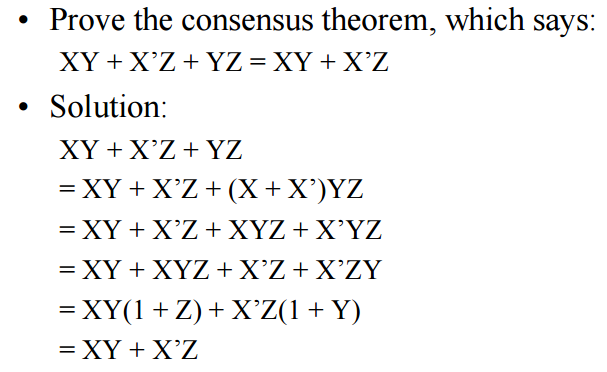 • Prove the consensus theorem, which says:
XY + X’Z + YZ = XY + X’Z
• Solution:
XY + X’Z + YZ
= XY + X’Z + (X + X’)YZ
= XY + X’Z + XYZ + X’YZ
= XY + XYZ + X’Z + X’ZY
= XY(1 + Z) + X’Z(1 + Y)
= XY + X’Z